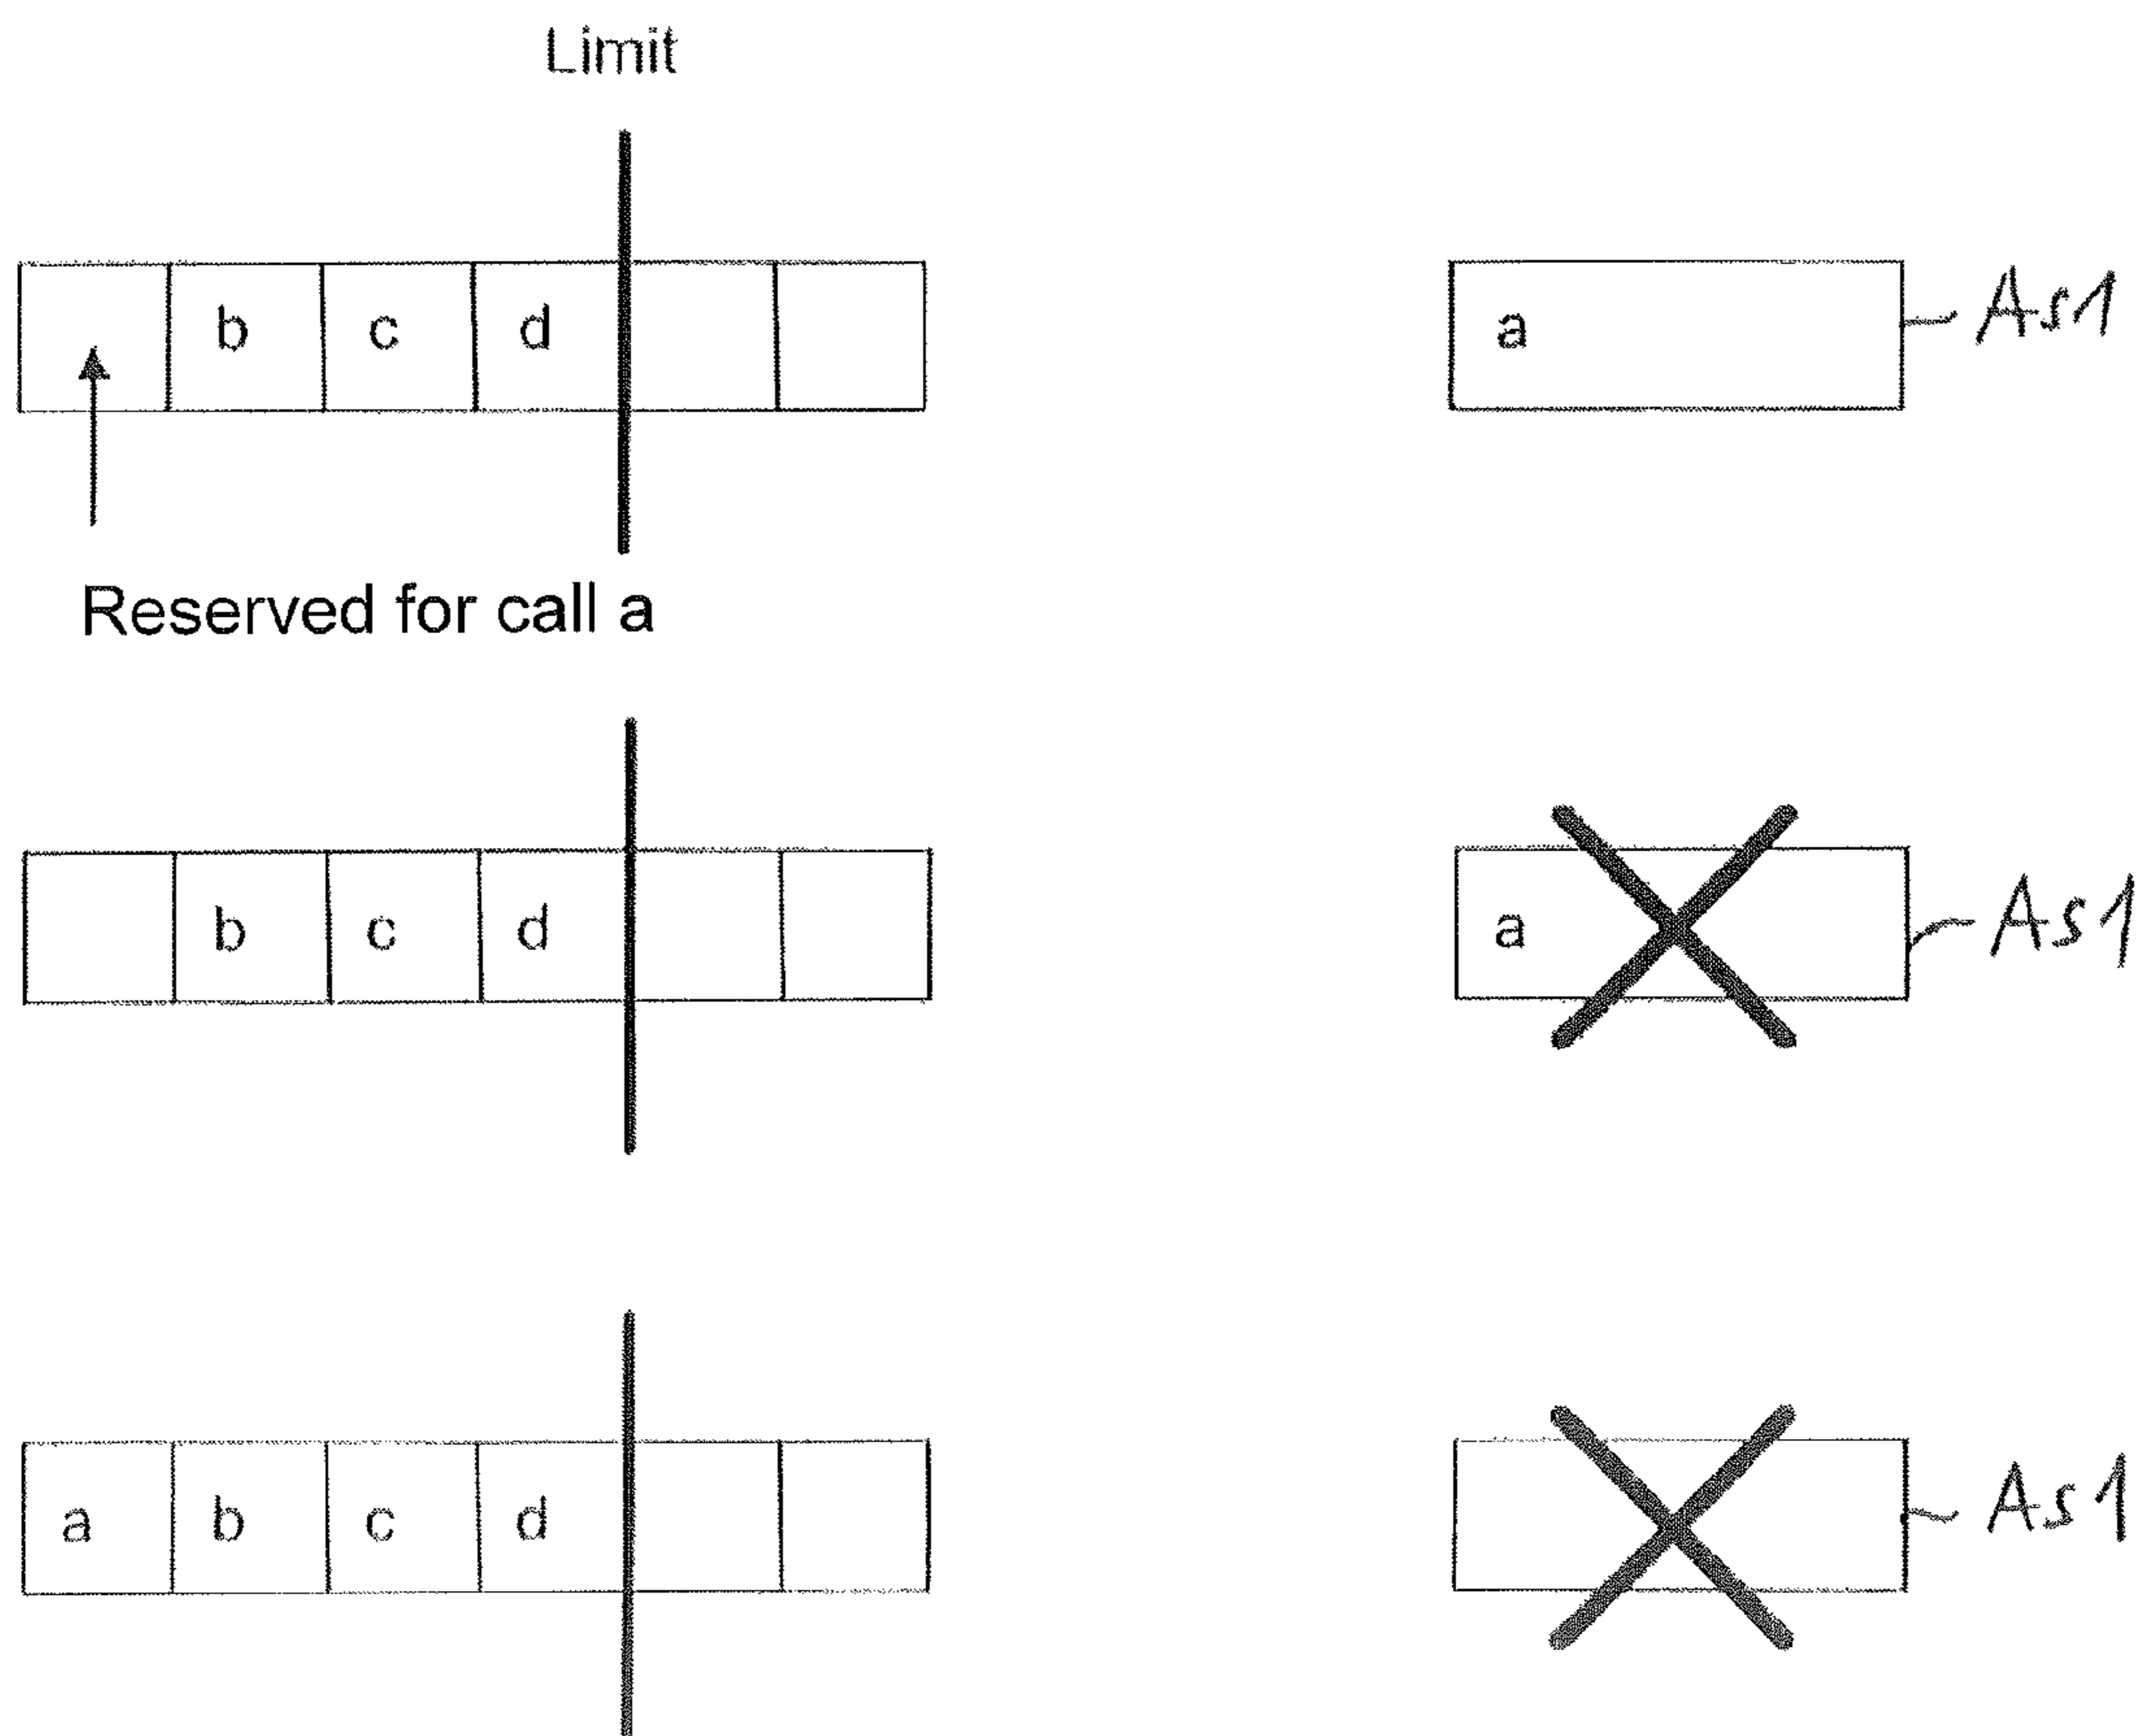 Limit
b c d a As1
Reserved for call a
b c d a As1
a b c d As1